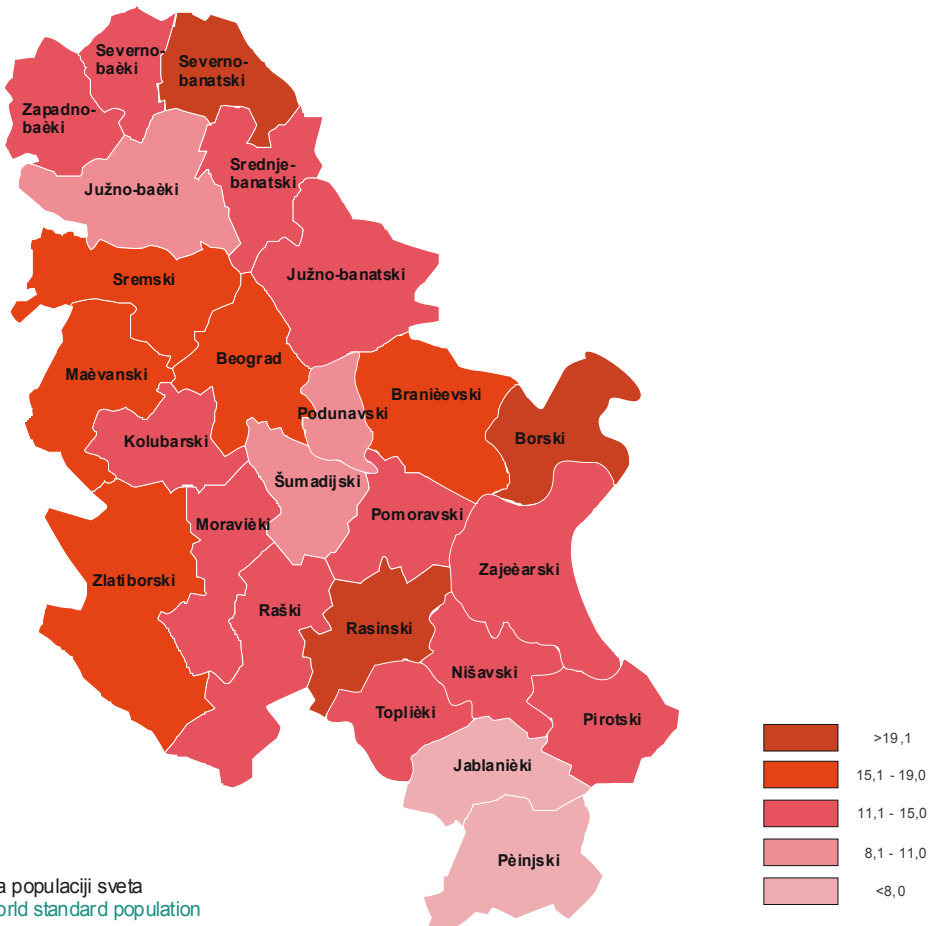 Severno-
baèki
Severno-
banatski
Zapadno-
baèki
Srednje-
banatski
Južno-baèki
Južno-banatski
Sremski
Beograd
Maèvanski
Branièevski
Podunavski
Borski
Kolubarski
Šumadijski
Moravièki
Pomoravski
Zajeèarski
Zlatiborski
Raški
Rasinski
Nišavski
Toplièki
Pirotski
Jablanièki
Pèinjski
>19,1
15,1 - 19,0
11,1 - 15,0
8,1 - 11,0
<8,0
a populaciji sveta
orld standard population